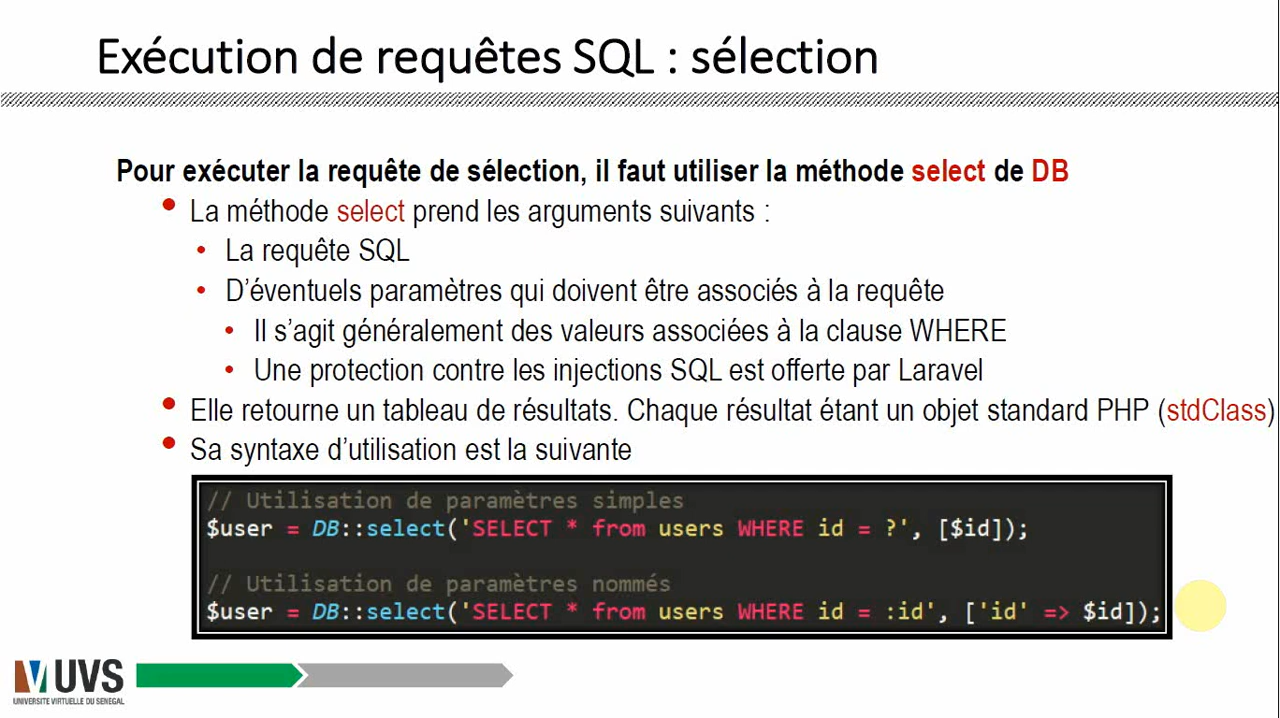 Exécution de requêtes SQL : sélection
Pour exécuter la requête de sélection, il faut utiliser la méthode select de DB
• La méthode select prend les arguments suivants :
• La requête SQL
• D'éventuels paramètres qui doivent être associés à la requête
• Il s'agit généralement des valeurs associées à la clause WHERE
• Une protection contre les injections SQL est offerte par Laravel
• Elle retourne un tableau de résultats. Chaque résultat étant un objet standard PHP (stdClass)
• Sa syntaxe d'utilisation est la suivante
// Utilisation de paramètres simples
$user = DB::select('SELECT * from users WHERE id = ?', [$id]);
// Utilisation de paramètres nommés
$user = DB::select('SELECT * from users WHERE id = :id', ['id' => $id]);
UVS
UNIVERSITE VIRTUELLE DU SENEGAL